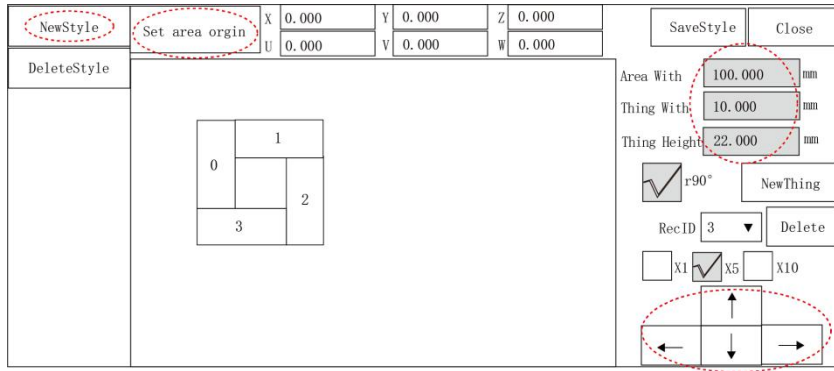 NewStyle
Set area orgin
X 0.000 Y 0.000 Z 0.000
U 0.000 V 0.000 W 0.000
SaveStyle Close
DeleteStyle
Area With 100.000 mm
Thing With 10.000 mm
Thing Height 22.000 mm
0
1
2
3
r90° NewThing
RecID 3 Delete
X1 X5 X10